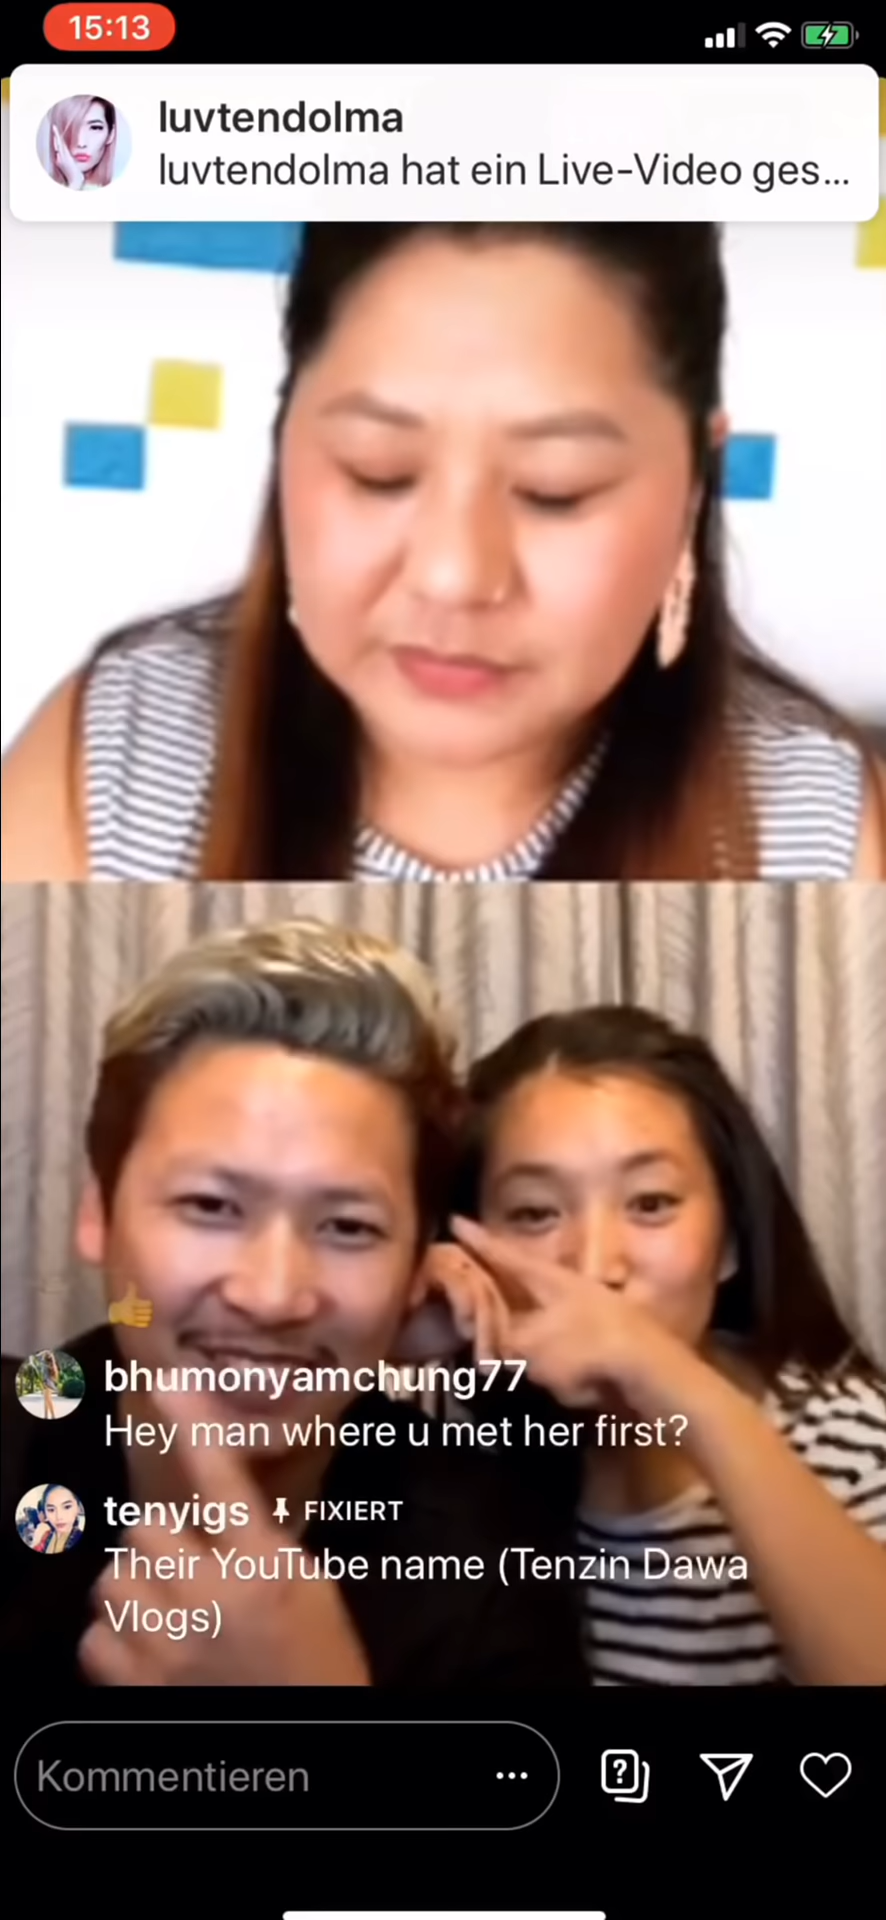 15:13
luvtendolma
luvtendolma hat ein Live-Video ges...
bhumonyamchung77
Hey man where u met her first?
tenyigs FIXIERT
Their YouTube name (Tenzin Dawa
Vlogs)
Kommentieren